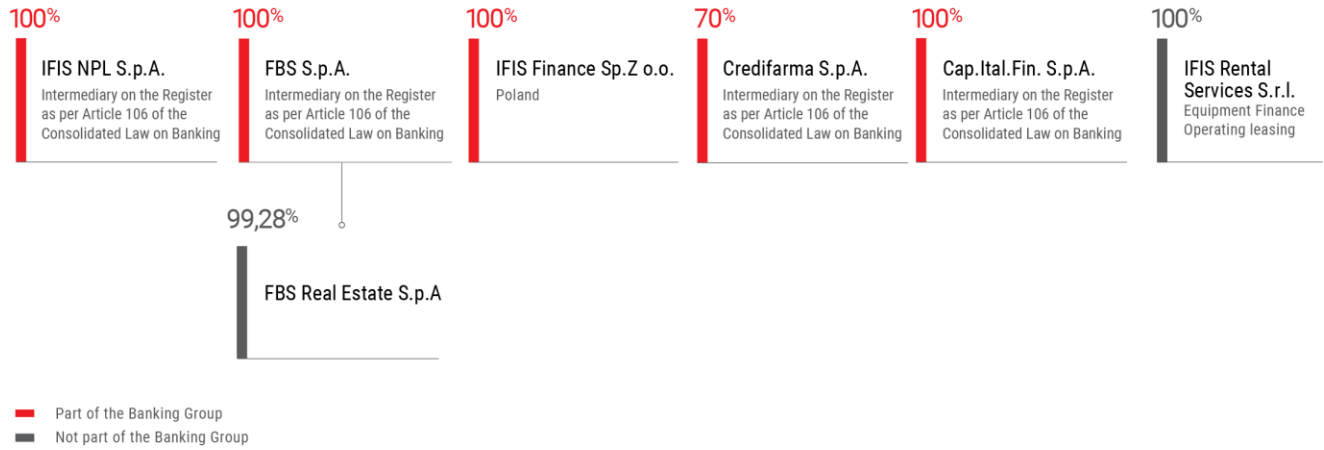 100%
IFIS NPL S.p.A.
Intermediary on the Register
as per Article 106 of the
Consolidated Law on Banking
100%
FBS S.p.A.
Intermediary on the Register
as per Article 106 of the
Consolidated Law on Banking
100%
IFIS Finance Sp.Z o.o.
Poland
70%
Credifarma S.p.A.
Intermediary on the Register
as per Article 106 of the
Consolidated Law on Banking
100%
Cap.Ital.Fin. S.p.A.
Intermediary on the Register
as per Article 106 of the
Consolidated Law on Banking
100%
IFIS Rental
Services S.r.l.
Equipment Finance
Operating leasing
99,28%
FBS Real Estate S.p.A
Part of the Banking Group
Not part of the Banking Group